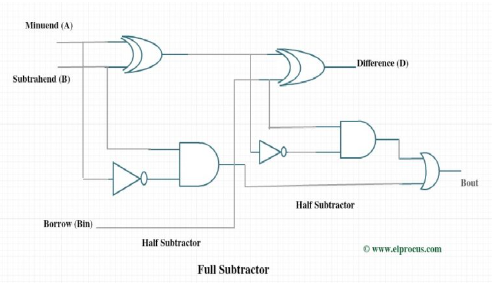 Minuend (A)
Subtrahend (B)
Difference (D)
Bout
Half Subtractor
Borrow (Bin)
Half Subtractor
© www.elprocus.com
Full Subtractor